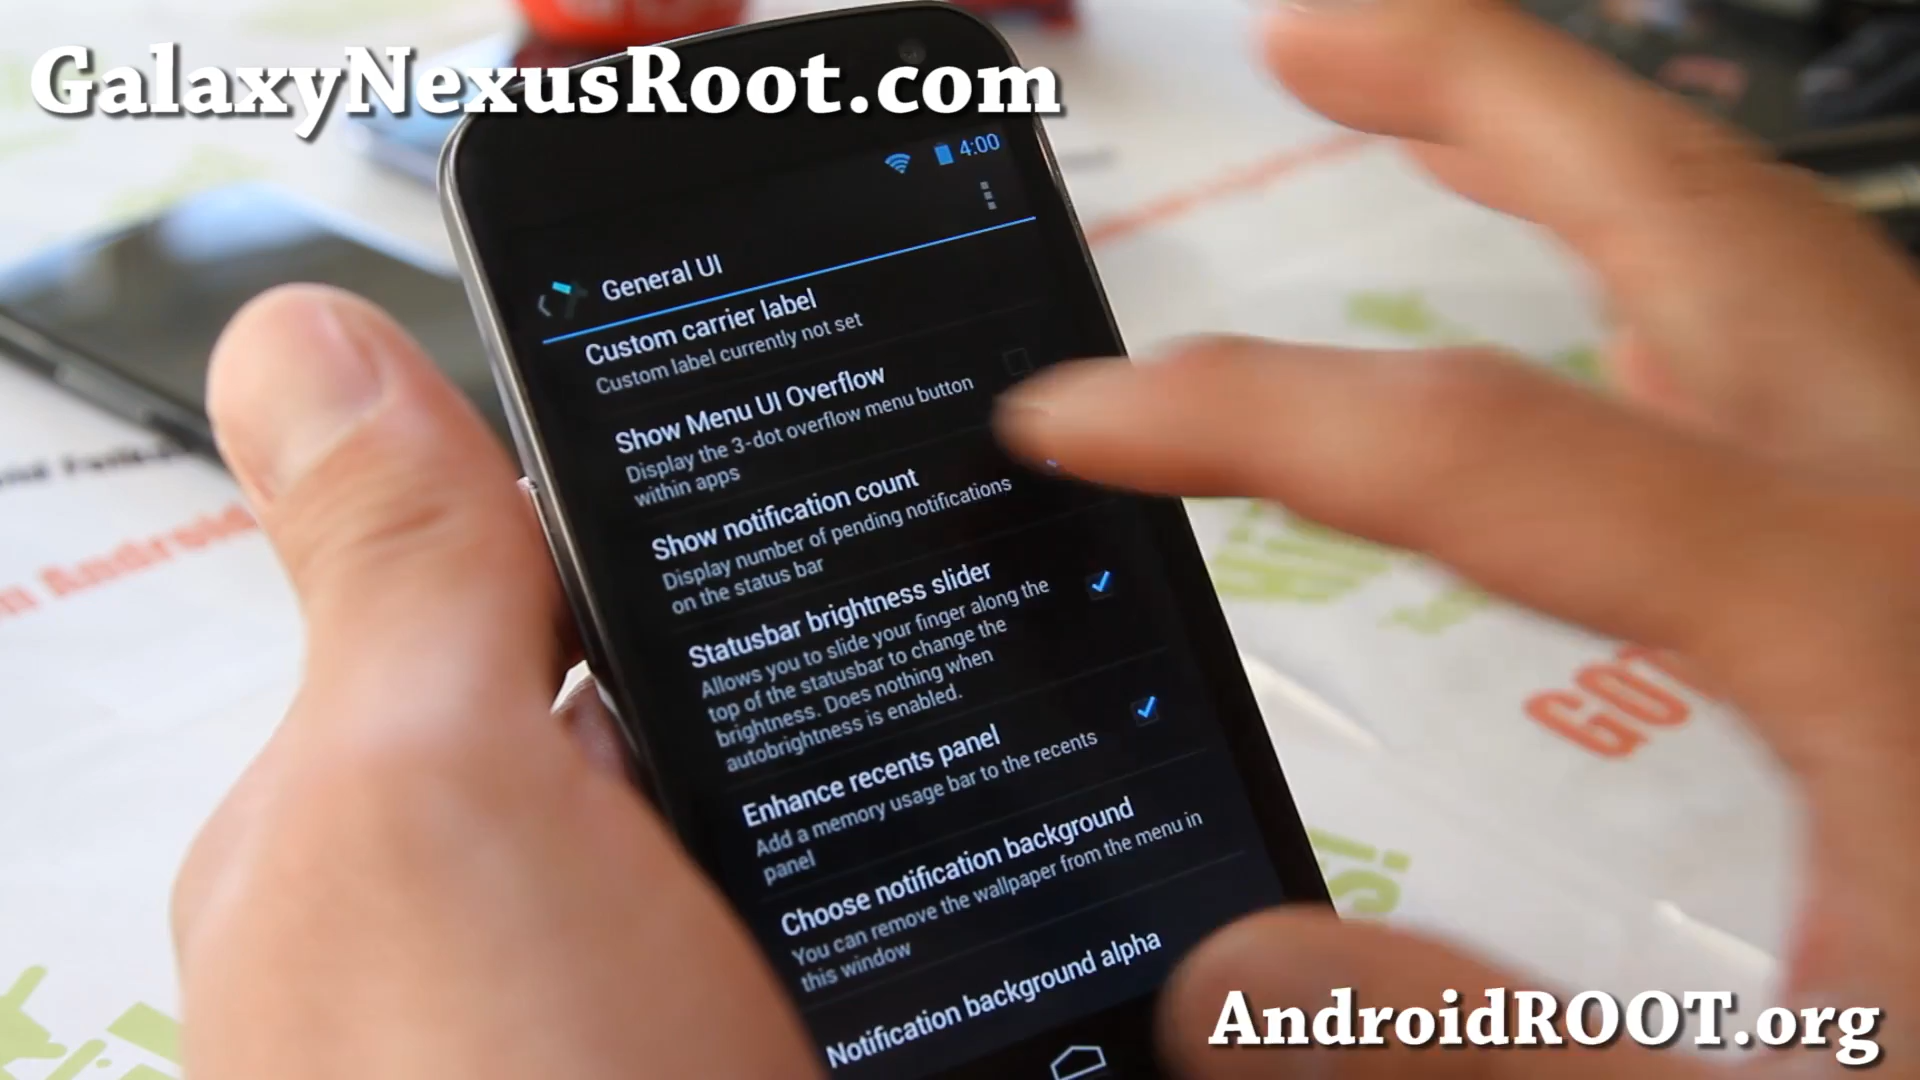 GalaxyNexusRoot.com
4:00
General UI
Custom carrier label
Custom label currently not set
Show Menu UI Overflow
Display the 3-dot overflow menu button
within apps
Show notification count
Display number of pending notifications
on the status bar
Statusbar brightness slider
Allows you to slide your finger along the
top of the statusbar to change the
brightness. Does nothing when
autobrightness is enabled.
Enhance recents panel
Add a memory usage bar to the recents
panel
Choose notification background
You can remove the wallpaper from the menu in
this window
Notification background alpha
GOT
AndroidROOT.org